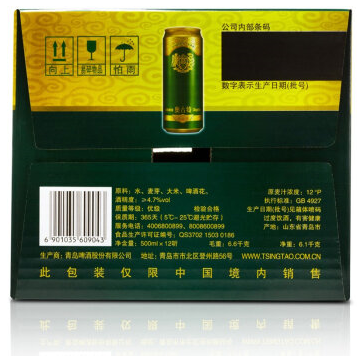 公司内部条码
向上
易碎物品
怕雨
奥古特
数字表示生产日期(批号)
原料：水、麦芽、大米、啤酒花。
原麦汁浓度：12 °P
酒精度：≥4.7%vol
执行标准：GB 4927
质量等级：优级 检验合格
生产日期(批号)见箱体喷码
保质期：365天（5℃-25℃避光贮存）
过度饮酒，有害健康
服务电话：4006800899、8008600899
产地：山东省青岛市
食品生产许可证编号：QS3702 1503 0186
6 901035 609043
500ml×12听
毛重：6.6千克
净重：6.1千克
生产商：青岛啤酒股份有限公司
地址：青岛市市北区登州路56号
WWW.TSINGTAO.COM.CN
此包装仅限中国境内销售